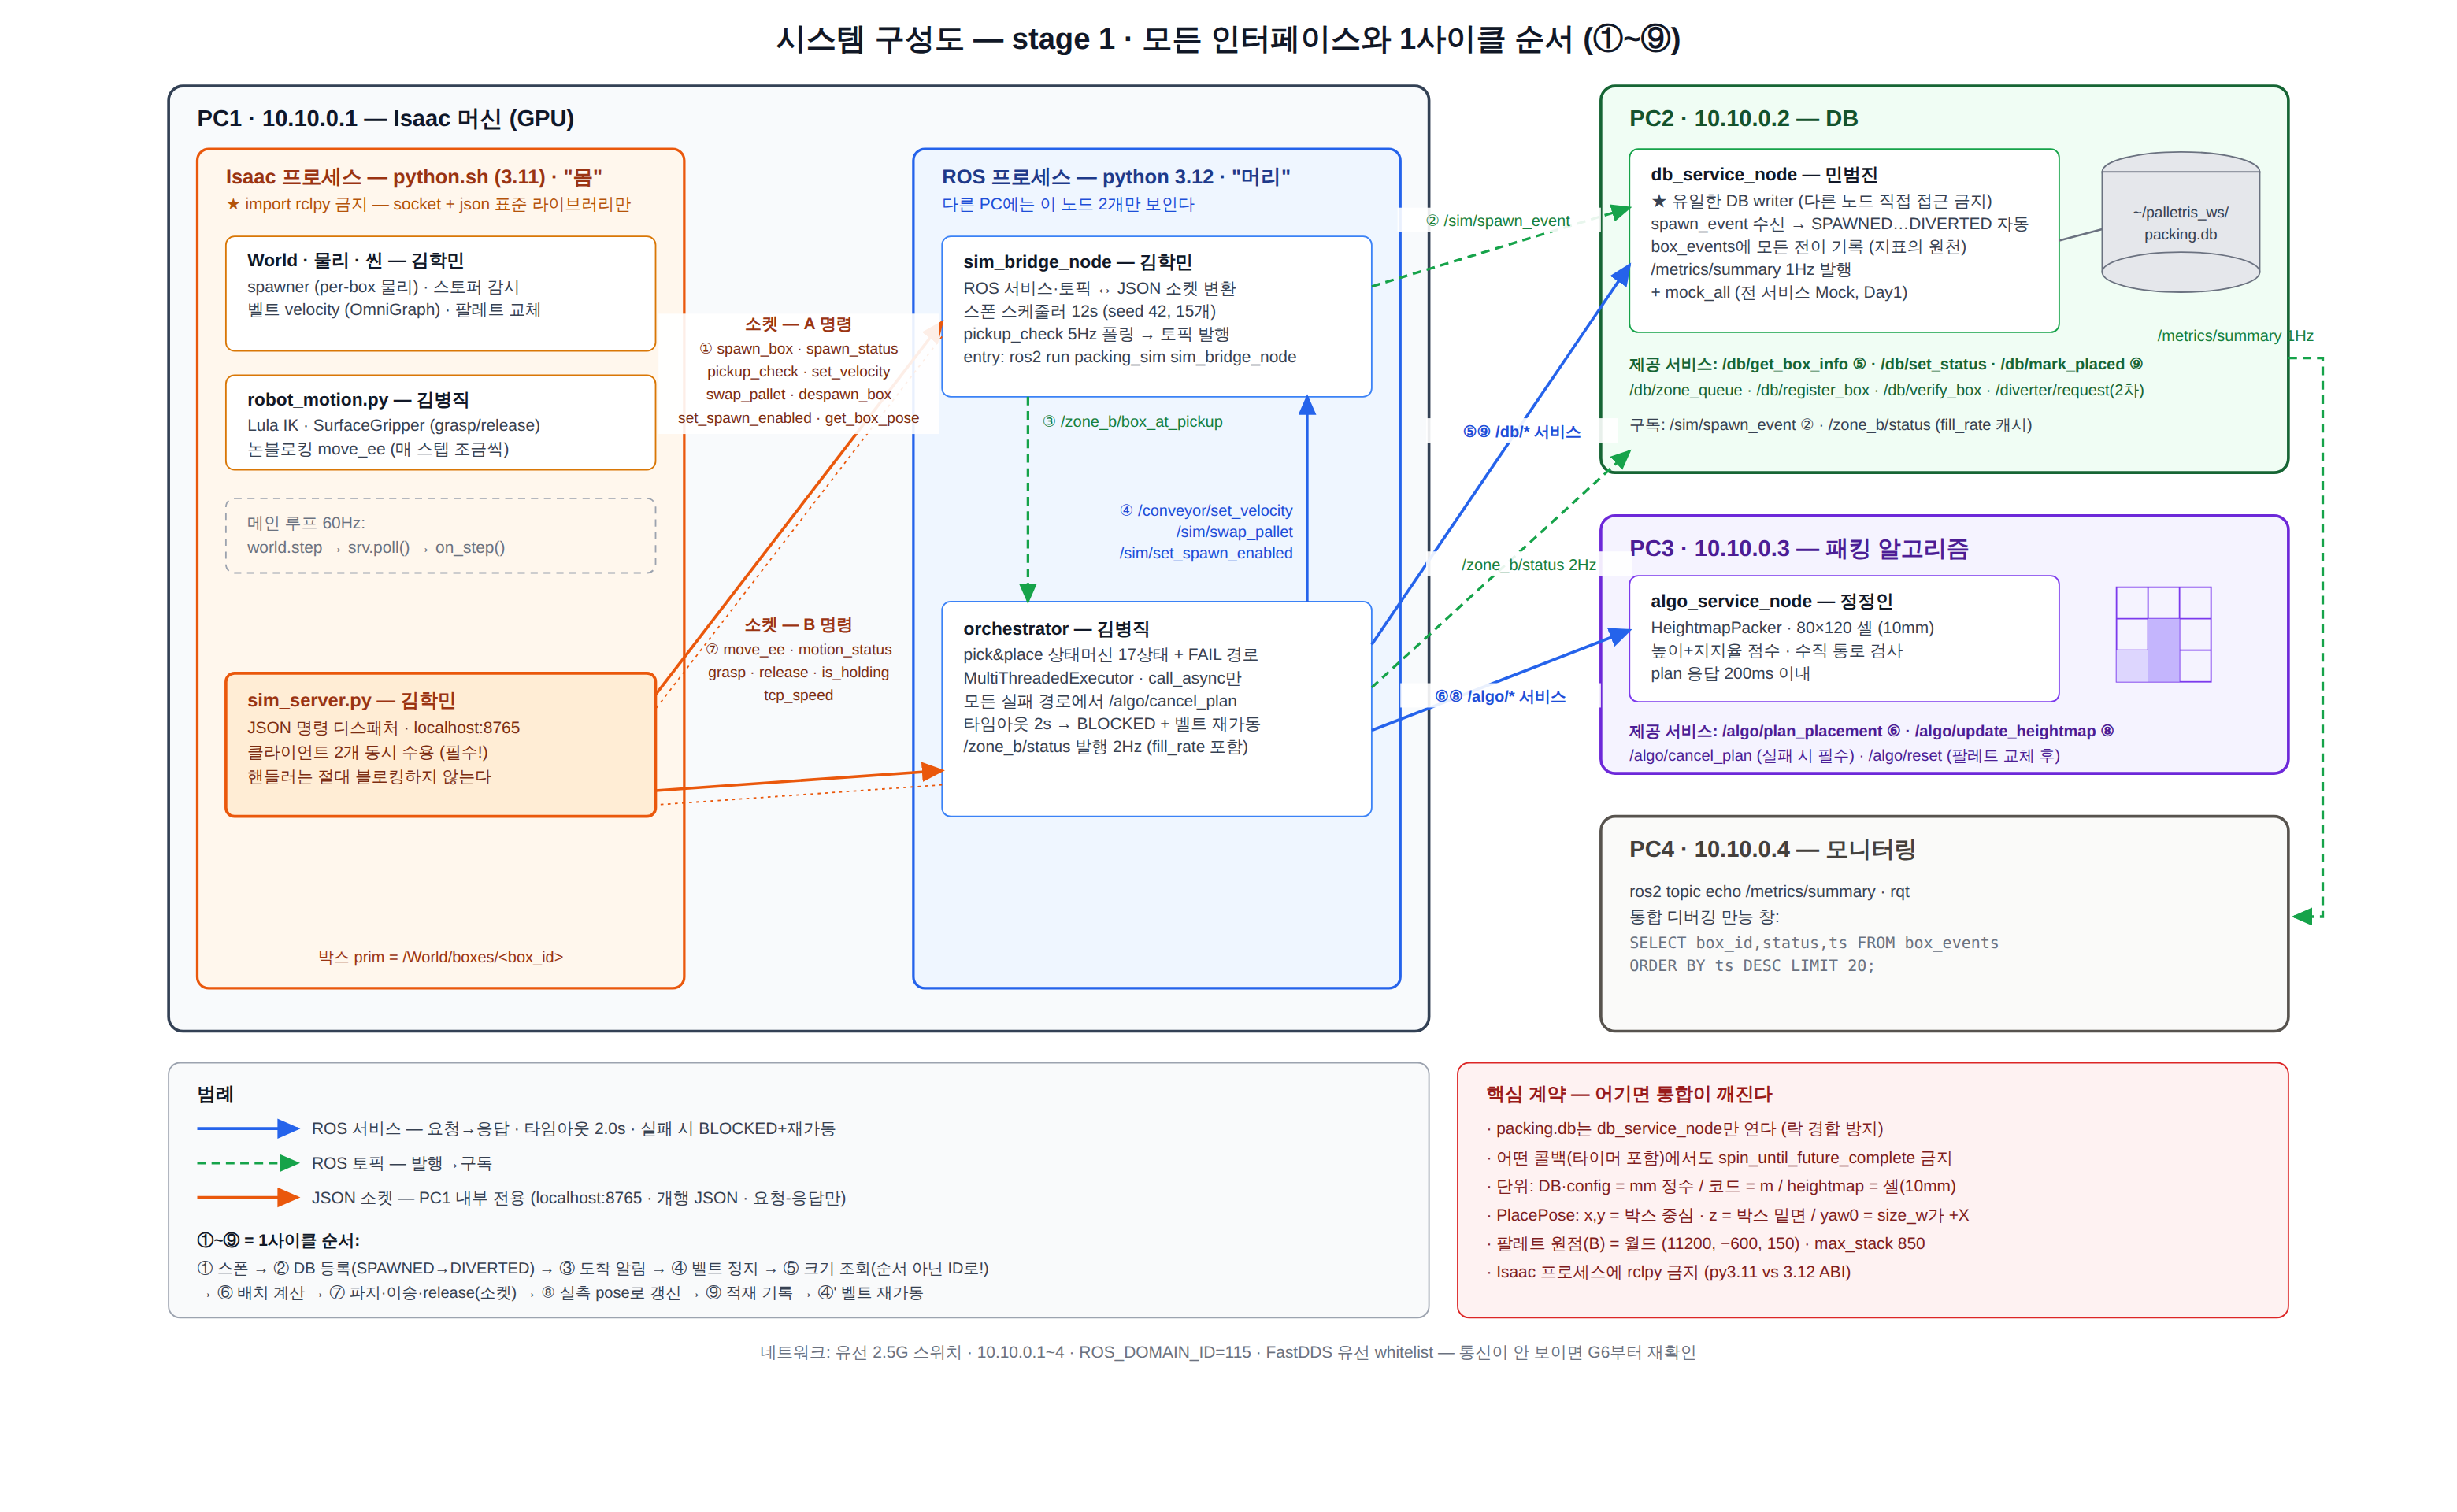 시스템 구성도 — stage 1 · 모든 인터페이스와 1사이클 순서 (①~⑨)
PC1 · 10.10.0.1 — Isaac 머신 (GPU)
Isaac 프로세스 — python.sh (3.11) · "몸"
★ import rclpy 금지 — socket + json 표준 라이브러리만
World · 물리 · 씬 — 김학민
spawner (per-box 물리) · 스토퍼 감시
벨트 velocity (OmniGraph) · 팔레트 교체
robot_motion.py — 김병직
Lula IK · SurfaceGripper (grasp/release)
논블로킹 move_ee (매 스텝 조금씩)
메인 루프 60Hz:
world.step → srv.poll() → on_step()
sim_server.py — 김학민
JSON 명령 디스패처 · localhost:8765
클라이언트 2개 동시 수용 (필수!)
핸들러는 절대 블로킹하지 않는다
박스 prim = /World/boxes/<box_id>
소켓 — A 명령
① spawn_box · spawn_status
pickup_check · set_velocity
swap_pallet · despawn_box
set_spawn_enabled · get_box_pose
소켓 — B 명령
⑦ move_ee · motion_status
grasp · release · is_holding
tcp_speed
ROS 프로세스 — python 3.12 · "머리"
다른 PC에는 이 노드 2개만 보인다
sim_bridge_node — 김학민
ROS 서비스·토픽 ↔ JSON 소켓 변환
스폰 스케줄러 12s (seed 42, 15개)
pickup_check 5Hz 폴링 → 토픽 발행
entry: ros2 run packing_sim sim_bridge_node
③ /zone_b/box_at_pickup
④ /conveyor/set_velocity
/sim/swap_pallet
/sim/set_spawn_enabled
orchestrator — 김병직
pick&place 상태머신 17상태 + FAIL 경로
MultiThreadedExecutor · call_async만
모든 실패 경로에서 /algo/cancel_plan
타임아웃 2s → BLOCKED + 벨트 재가동
/zone_b/status 발행 2Hz (fill_rate 포함)
② /sim/spawn_event
⑤⑨ /db/* 서비스
/zone_b/status 2Hz
⑥⑧ /algo/* 서비스
PC2 · 10.10.0.2 — DB
db_service_node — 민범진
★ 유일한 DB writer (다른 노드 직접 접근 금지)
spawn_event 수신 → SPAWNED…DIVERTED 자동
box_events에 모든 전이 기록 (지표의 원천)
/metrics/summary 1Hz 발행
+ mock_all (전 서비스 Mock, Day1)
~/palletris_ws/
packing.db
/metrics/summary 1Hz
제공 서비스: /db/get_box_info ⑤ · /db/set_status · /db/mark_placed ⑨
/db/zone_queue · /db/register_box · /db/verify_box · /diverter/request(2차)
구독: /sim/spawn_event ② · /zone_b/status (fill_rate 캐시)
PC3 · 10.10.0.3 — 패킹 알고리즘
algo_service_node — 정정인
HeightmapPacker · 80×120 셀 (10mm)
높이+지지율 점수 · 수직 통로 검사
plan 응답 200ms 이내
제공 서비스: /algo/plan_placement ⑥ · /algo/update_heightmap ⑧
/algo/cancel_plan (실패 시 필수) · /algo/reset (팔레트 교체 후)
PC4 · 10.10.0.4 — 모니터링
ros2 topic echo /metrics/summary · rqt
통합 디버깅 만능 창:
SELECT box_id,status,ts FROM box_events
ORDER BY ts DESC LIMIT 20;
범례
ROS 서비스 — 요청→응답 · 타임아웃 2.0s · 실패 시 BLOCKED+재가동
ROS 토픽 — 발행→구독
JSON 소켓 — PC1 내부 전용 (localhost:8765 · 개행 JSON · 요청-응답만)
①~⑨ = 1사이클 순서:
① 스폰 → ② DB 등록(SPAWNED→DIVERTED) → ③ 도착 알림 → ④ 벨트 정지 → ⑤ 크기 조회(순서 아닌 ID로!)
→ ⑥ 배치 계산 → ⑦ 파지·이송·release(소켓) → ⑧ 실측 pose로 갱신 → ⑨ 적재 기록 → ④' 벨트 재가동
핵심 계약 — 어기면 통합이 깨진다
· packing.db는 db_service_node만 연다 (락 경합 방지)
· 어떤 콜백(타이머 포함)에서도 spin_until_future_complete 금지
· 단위: DB·config = mm 정수 / 코드 = m / heightmap = 셀(10mm)
· PlacePose: x,y = 박스 중심 · z = 박스 밑면 / yaw0 = size_w가 +X
· 팔레트 원점(B) = 월드 (11200, −600, 150) · max_stack 850
· Isaac 프로세스에 rclpy 금지 (py3.11 vs 3.12 ABI)
네트워크: 유선 2.5G 스위치 · 10.10.0.1~4 · ROS_DOMAIN_ID=115 · FastDDS 유선 whitelist — 통신이 안 보이면 G6부터 재확인